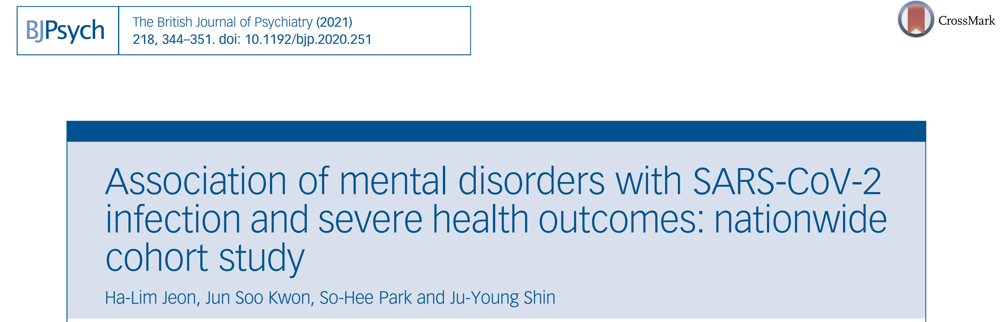 BJPsych
The British Journal of Psychiatry (2021)
218, 344–351. doi: 10.1192/bjp.2020.251
CrossMark
Association of mental disorders with SARS-CoV-2
infection and severe health outcomes: nationwide
cohort study
Ha-Lim Jeon, Jun Soo Kwon, So-Hee Park and Ju-Young Shin